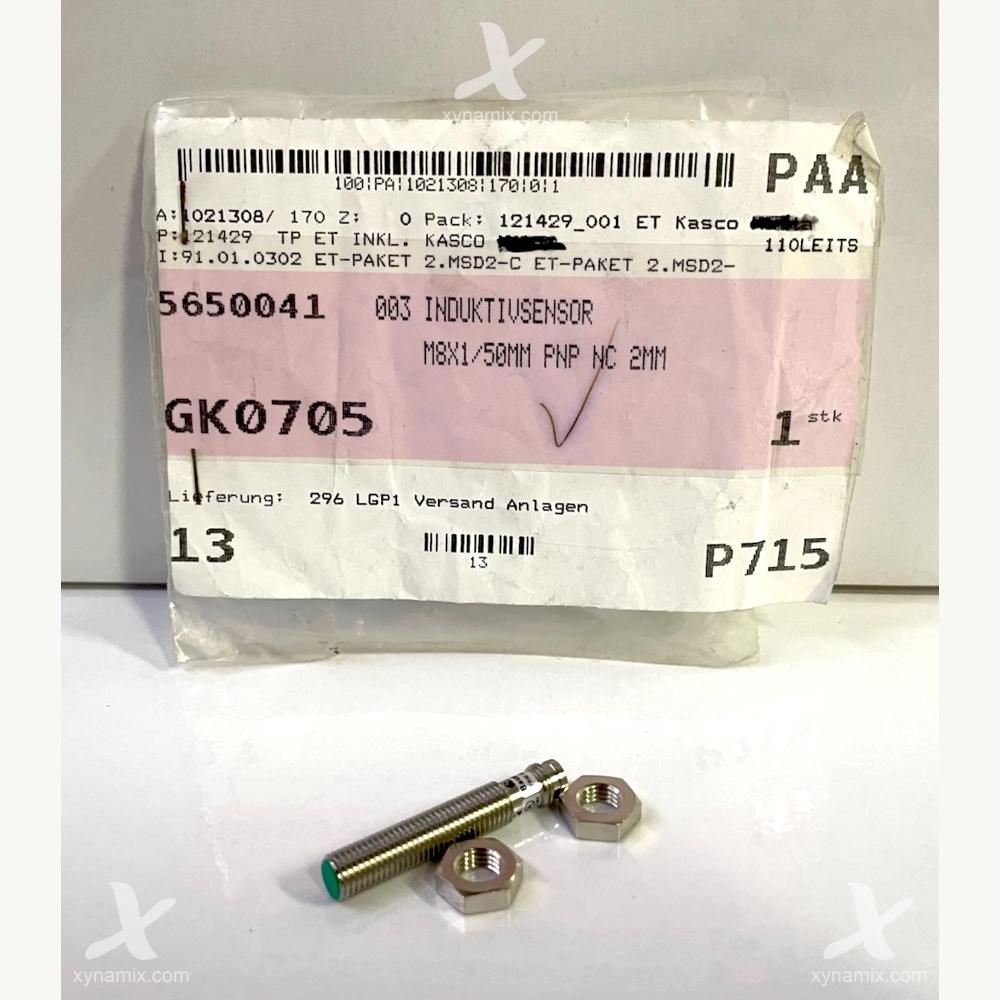 xynamix.com
100|PA|1021308|170|0|1
PAA
A:1021308/ 170 Z: 0 Pack: 121429_001 ET Kasco
P:121429 TP ET INKL. KASCO
110LEITS
I:91.01.0302 ET-PAKET 2.MSD2-C ET-PAKET 2.MSD2-
5650041 003 INDUKTIVSENSOR
M8X1/50MM PNP NC 2MM
GK0705
1 stk
Lieferung: 296 LGP1 Versand Anlagen
13
13
P715
xynamix.com
xynamix.com